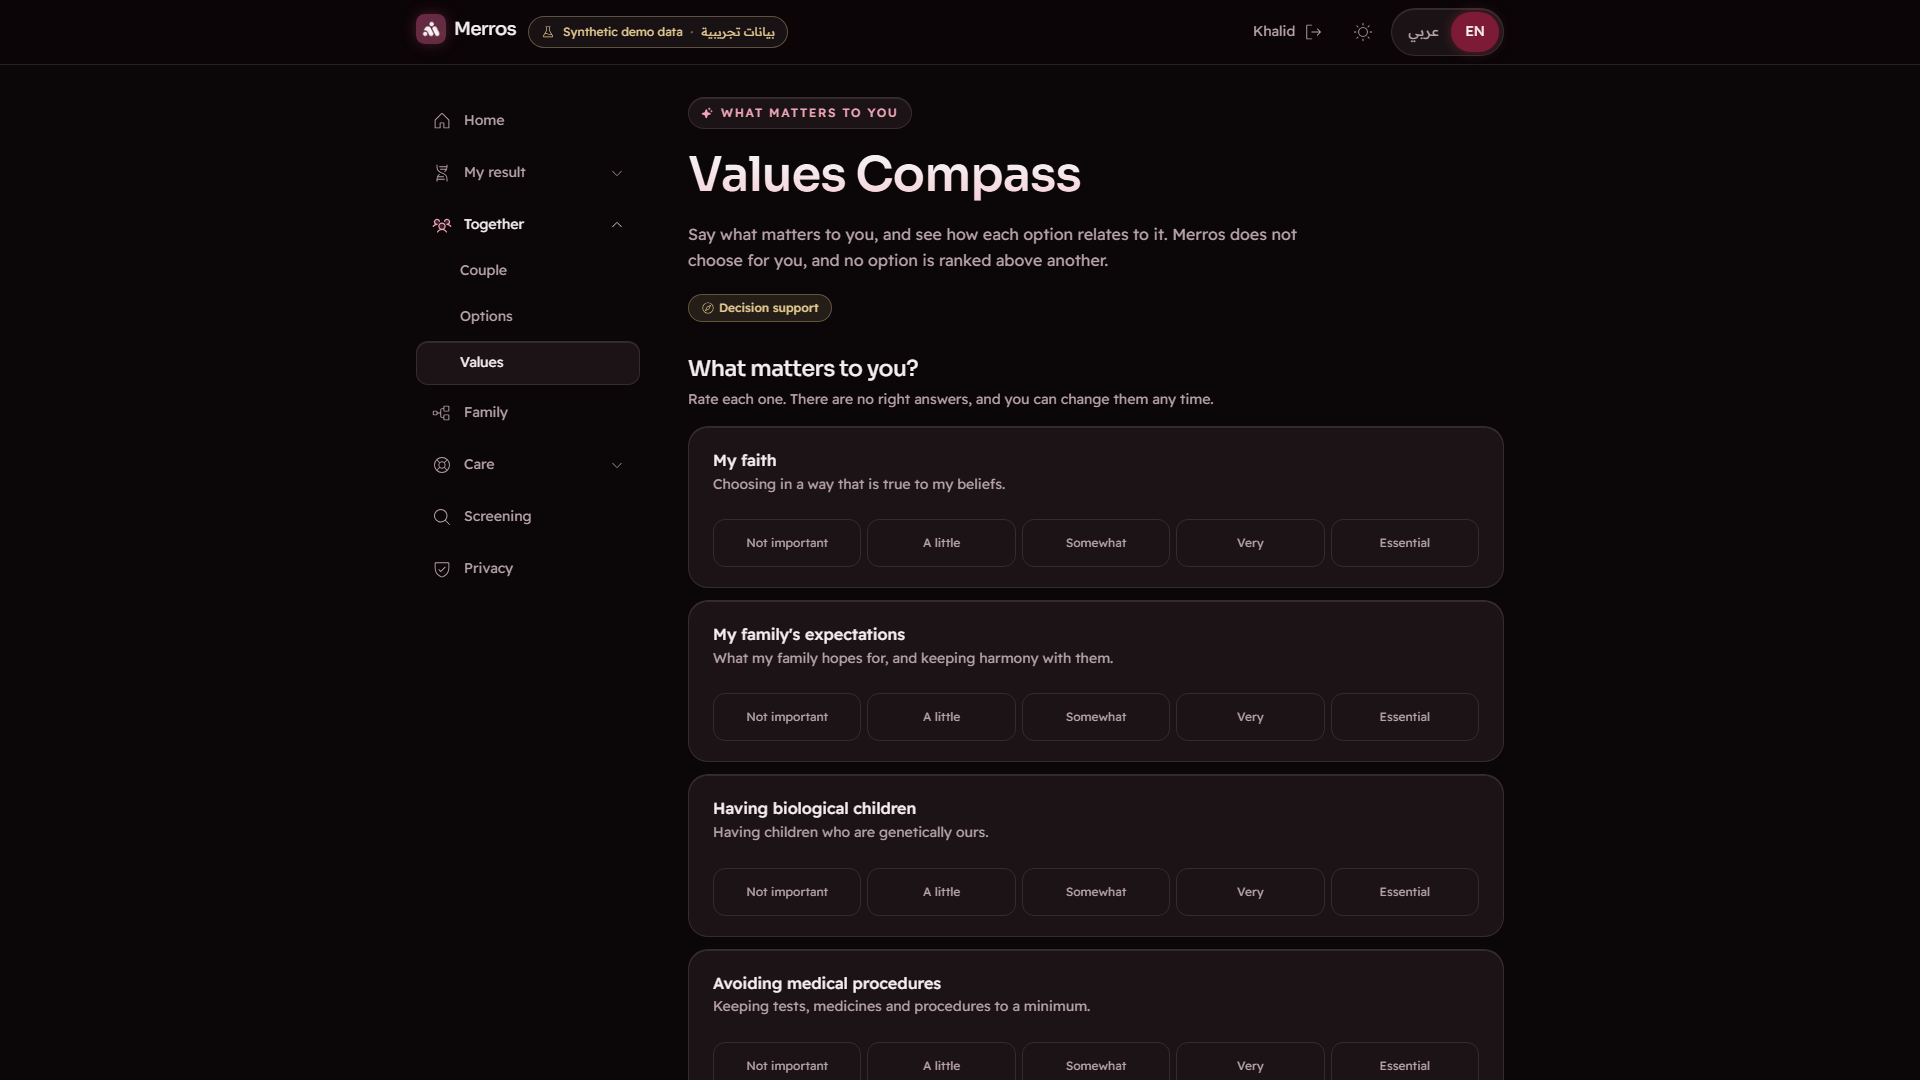 Merros
Synthetic demo data · بيانات تجريبية
Khalid
عربي
EN
Home
My result
Together
Couple
Options
Values
Family
Care
Screening
Privacy
WHAT MATTERS TO YOU
Values Compass
Say what matters to you, and see how each option relates to it. Merros does not
choose for you, and no option is ranked above another.
Decision support
What matters to you?
Rate each one. There are no right answers, and you can change them any time.
My faith
Choosing in a way that is true to my beliefs.
Not important A little Somewhat Very Essential
My family's expectations
What my family hopes for, and keeping harmony with them.
Not important A little Somewhat Very Essential
Having biological children
Having children who are genetically ours.
Not important A little Somewhat Very Essential
Avoiding medical procedures
Keeping tests, medicines and procedures to a minimum.
Not important A little Somewhat Very Essential